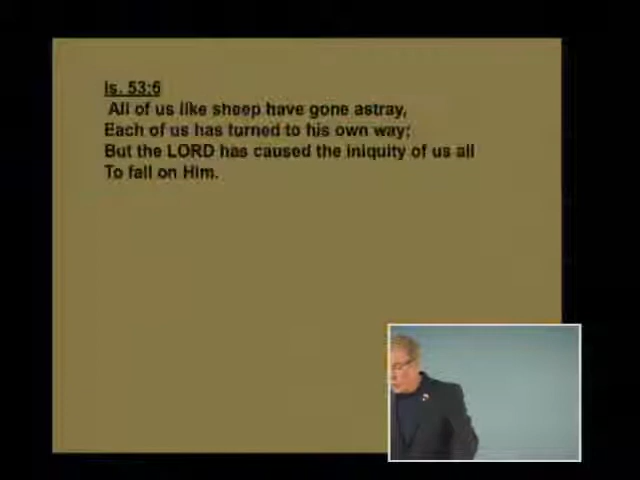 Is. 53:6
All of us like sheep have gone astray,
Each of us has turned to his own way;
But the LORD has caused the iniquity of us all
To fall on Him.